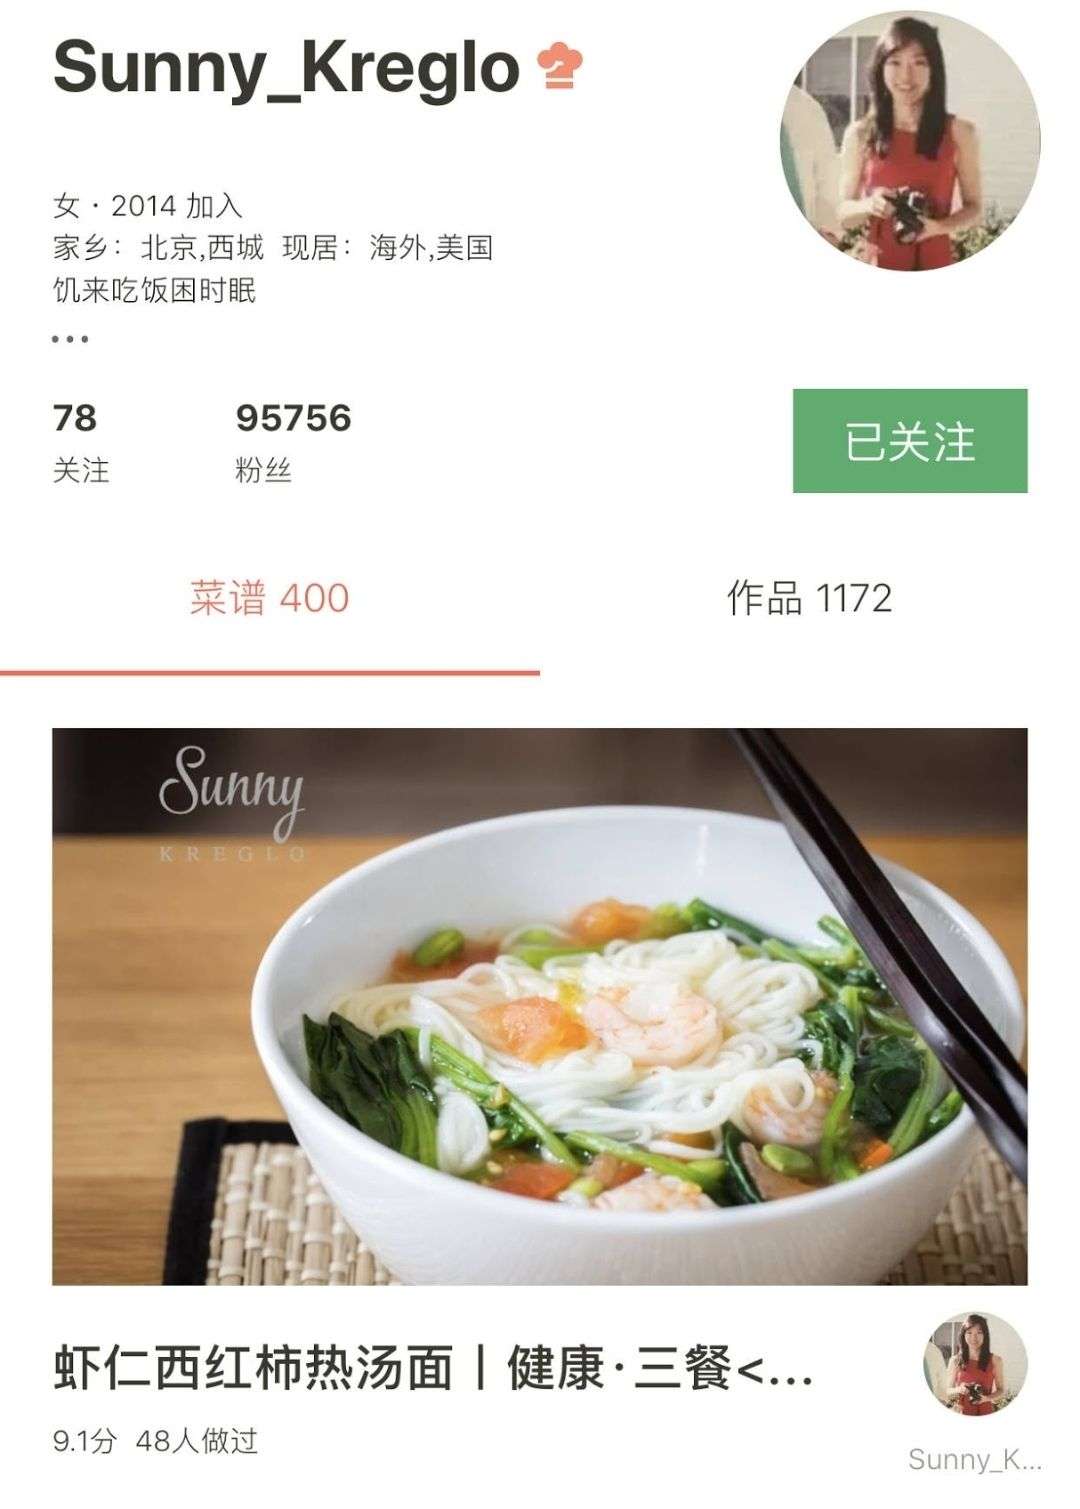 Sunny_Kreglo
女·2014 加入
家乡：北京,西城 现居：海外,美国
饥来吃饭困时眠
...
78 95756
关注 粉丝
已关注
菜谱 400 作品 1172
Sunny
KREGLO
虾仁西红柿热汤面丨健康·三餐<...
9.1分 48人做过
Sunny_K...